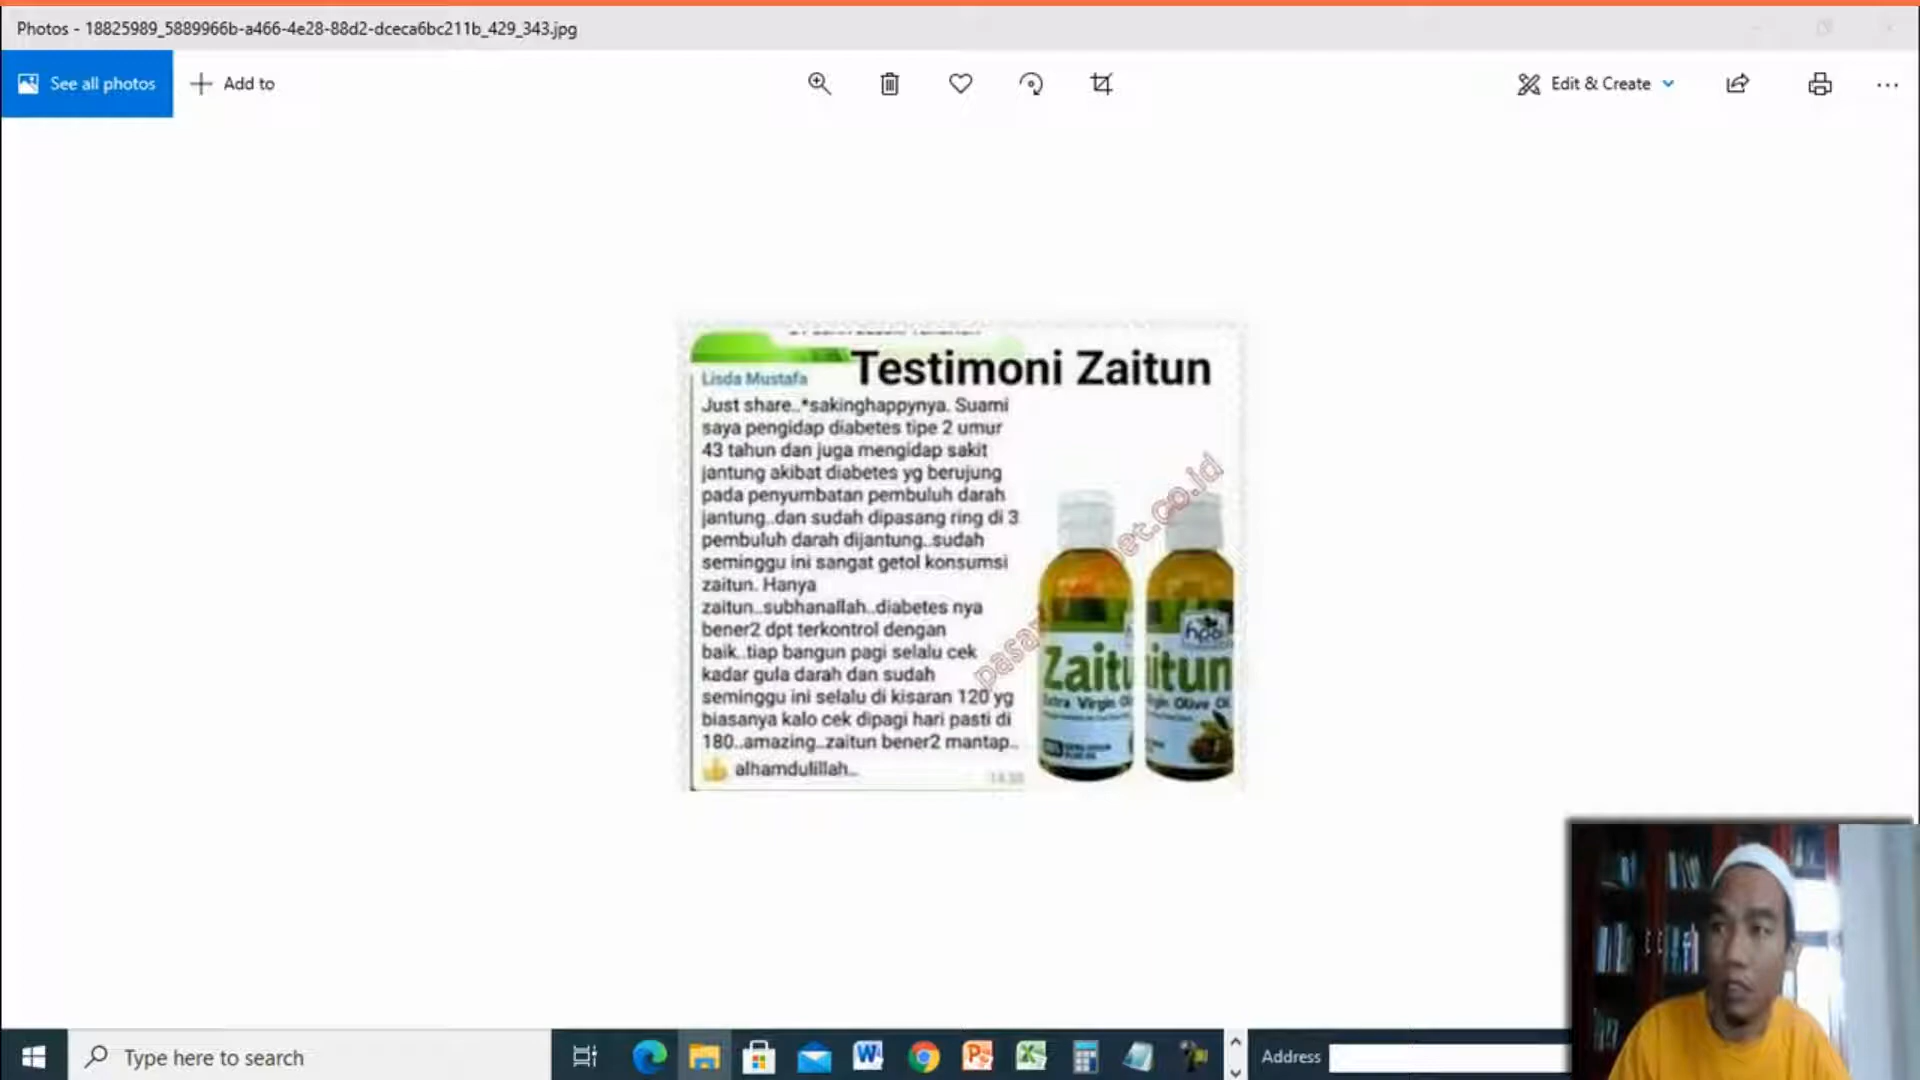 Photos - 18825989_5889966b-a466-4e28-88d2-dceca6bc211b_429_343.jpg
See all photos
Add to
Edit & Create
Testimoni Zaitun
Lisda Mustafa
Just share..*sakinghappynya. Suami
saya pengidap diabetes tipe 2 umur
43 tahun dan juga mengidap sakit
jantung akibat diabetes yg berujung
pada penyumbatan pembuluh darah
jantung..dan sudah dipasang ring di 3
pembuluh darah dijantung..sudah
seminggu ini sangat getol konsumsi
zaitun. Hanya
zaitun..subhanallah..diabetes nya
bener2 dpt terkontrol dengan
baik..tiap bangun pagi selalu cek
kadar gula darah dan sudah
seminggu ini selalu di kisaran 120 yg
biasanya kalo cek dipagi hari pasti di
180..amazing..zaitun bener2 mantap..
alhamdulillah..
14.30
hpai
Zaitu
Extra Virgin Ol
itun
Virgin Olive Oil
Type here to search
Address